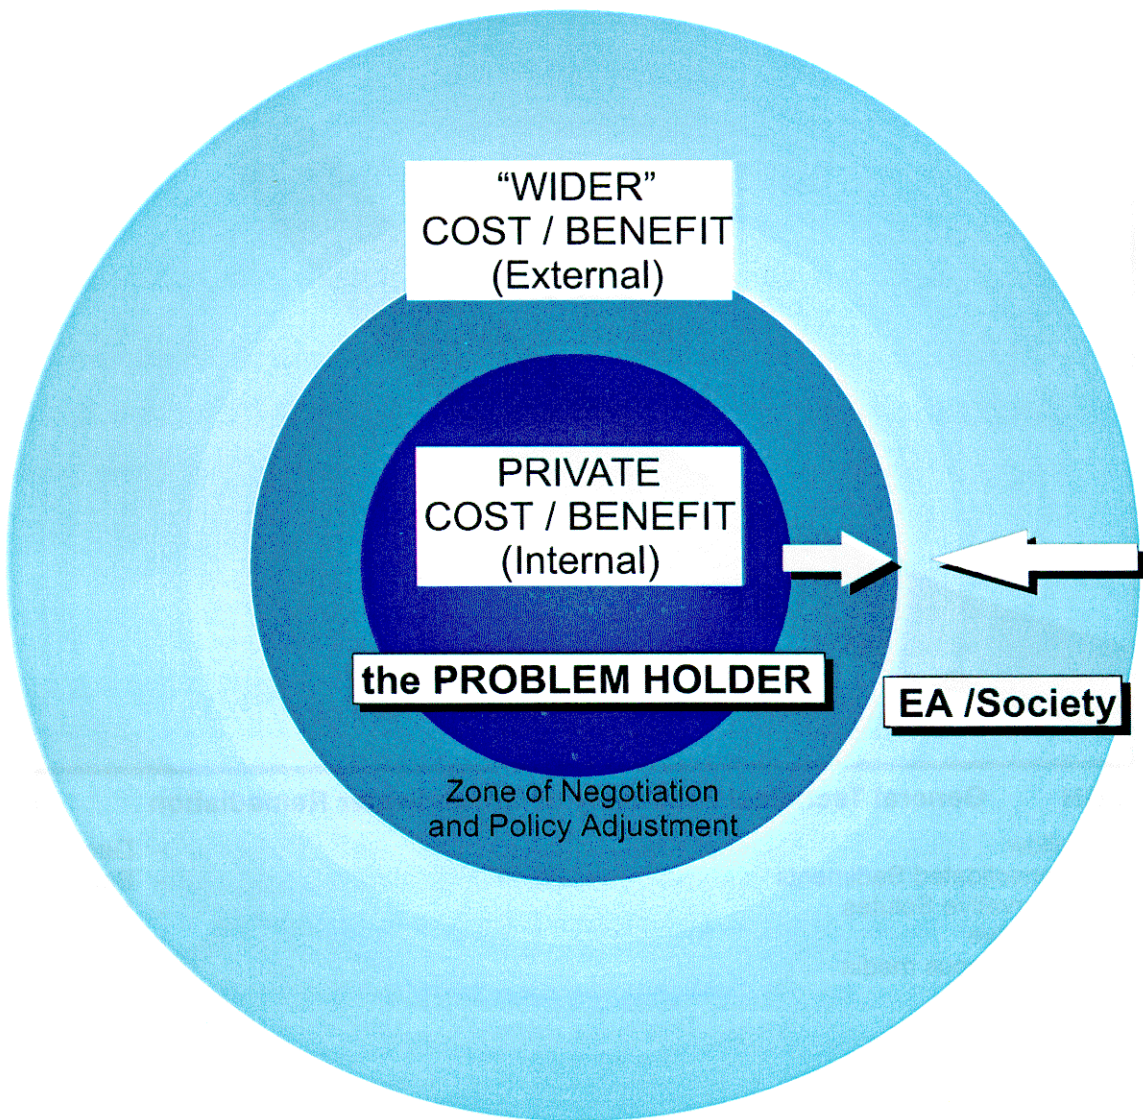 “WIDER”
COST / BENEFIT
(External)
PRIVATE
COST / BENEFIT
(Internal)
the PROBLEM HOLDER
EA /Society
Zone of Negotiation
and Policy Adjustment